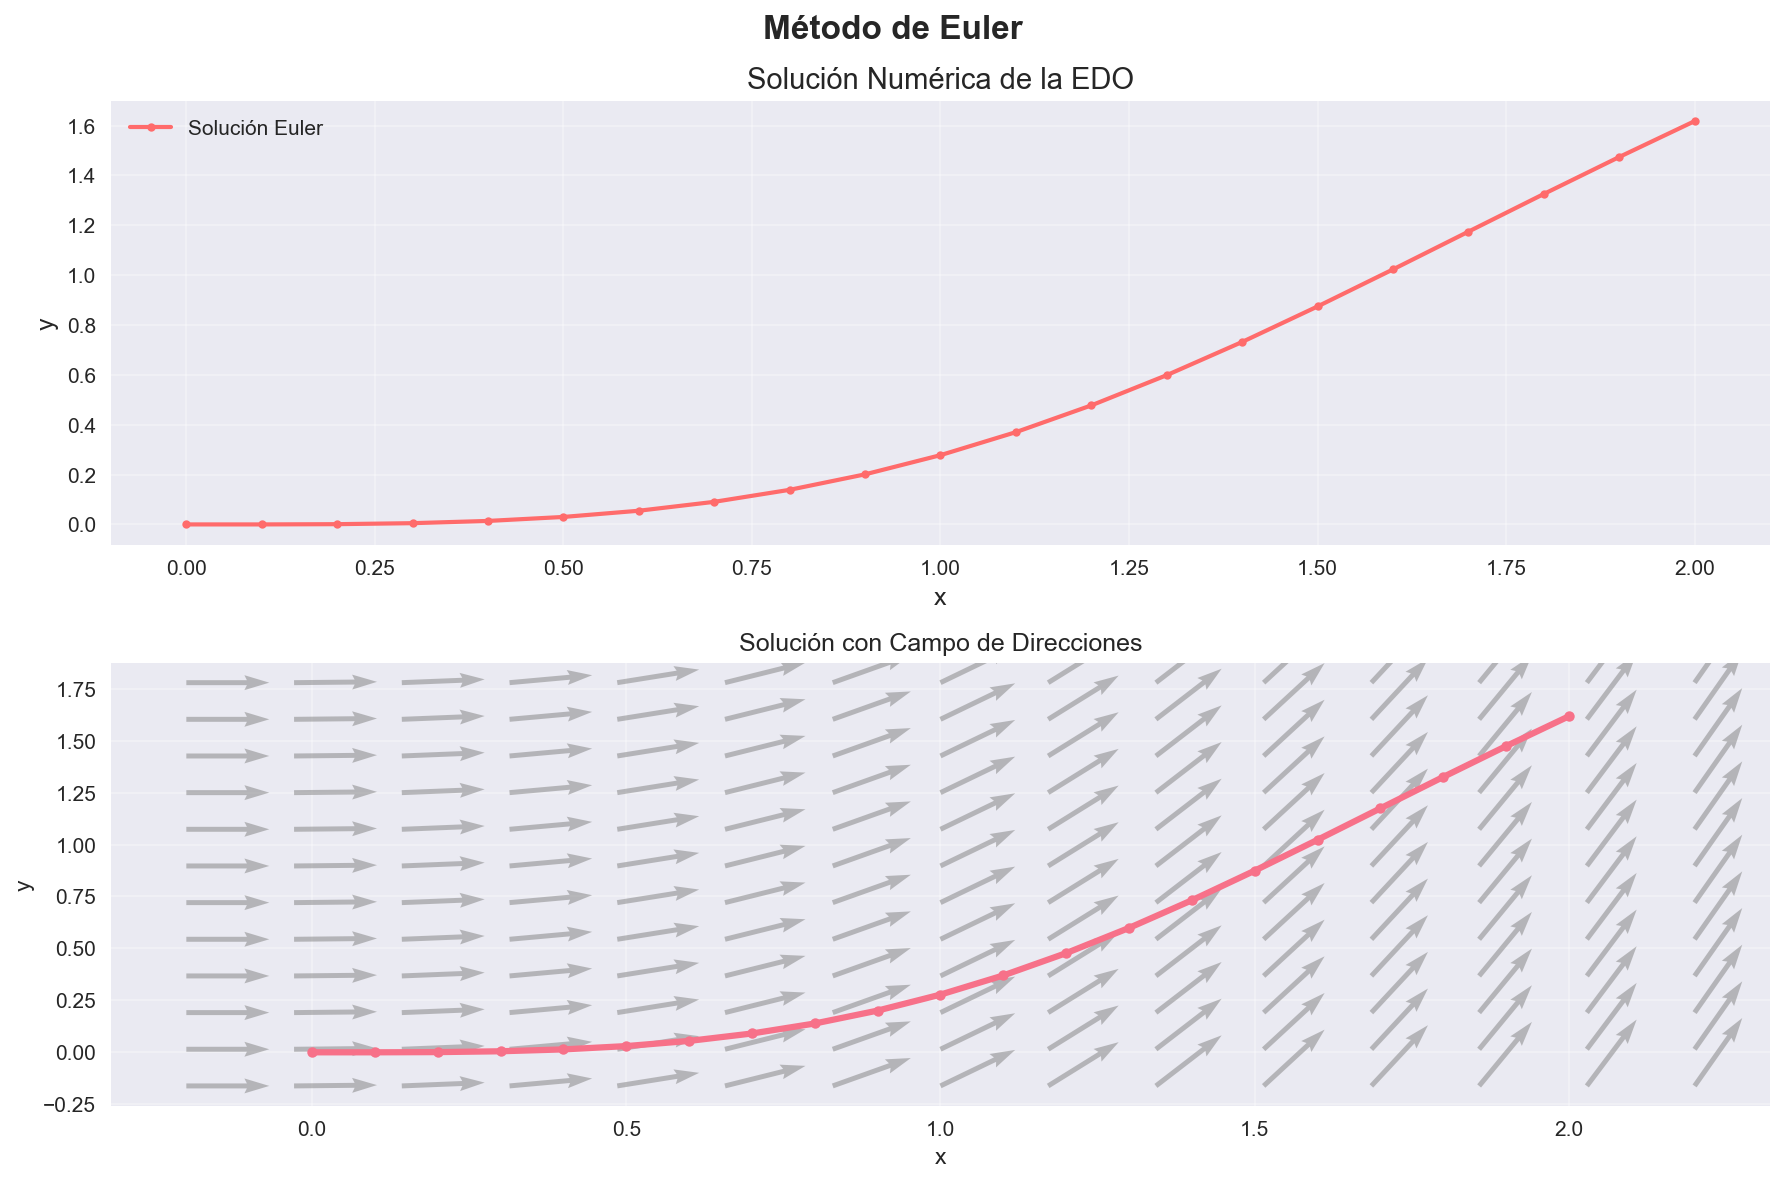 Método de Euler
Solución Numérica de la EDO
Solución Euler
1.6
1.4
1.2
1.0
0.8
0.6
0.4
0.2
0.0
y
0.00 0.25 0.50 0.75 1.00 1.25 1.50 1.75 2.00
x
Solución con Campo de Direcciones
1.75
1.50
1.25
1.00
0.75
0.50
0.25
0.00
−0.25
y
0.0 0.5 1.0 1.5 2.0
x